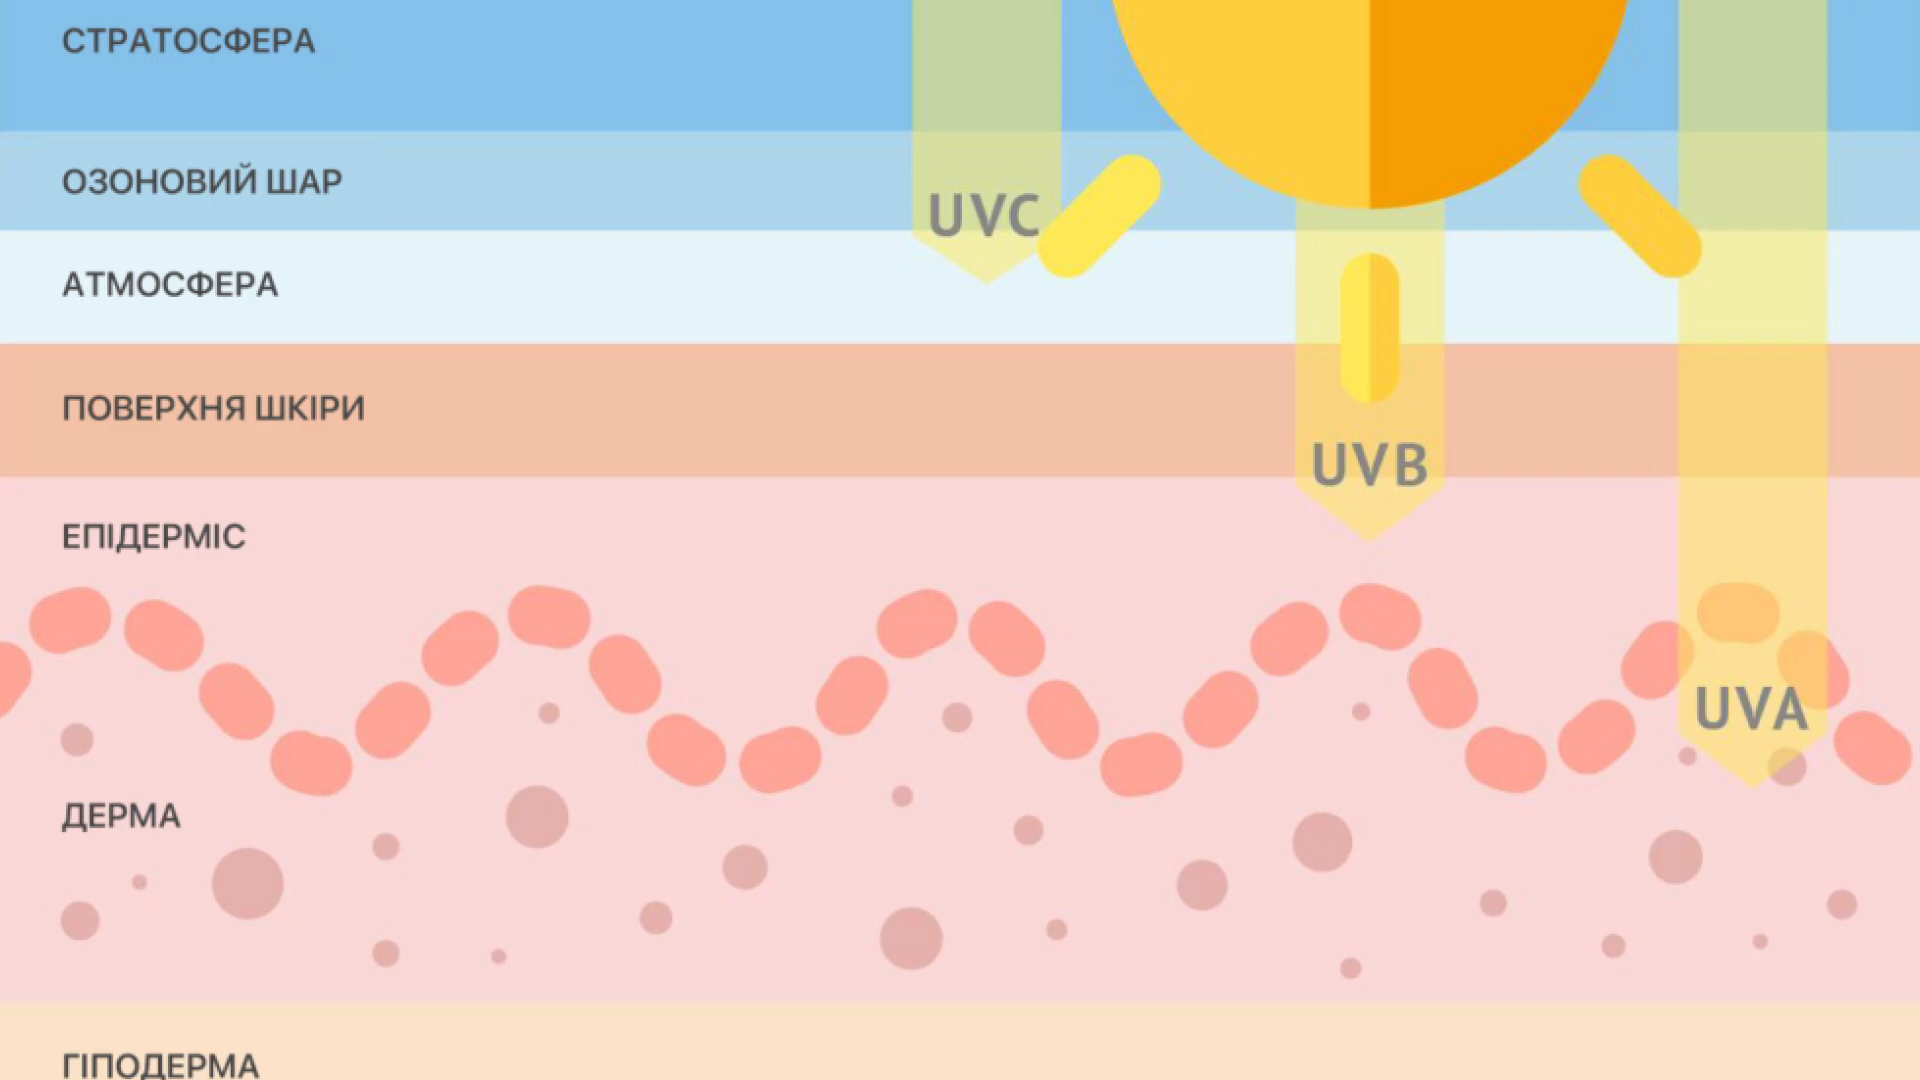 СТРАТОСФЕРА
ОЗОНОВИЙ ШАР
UVC
АТМОСФЕРА
ПОВЕРХНЯ ШКІРИ
UVB
ЕПІДЕРМІС
UVA
ДЕРМА
ГІПОДЕРМА